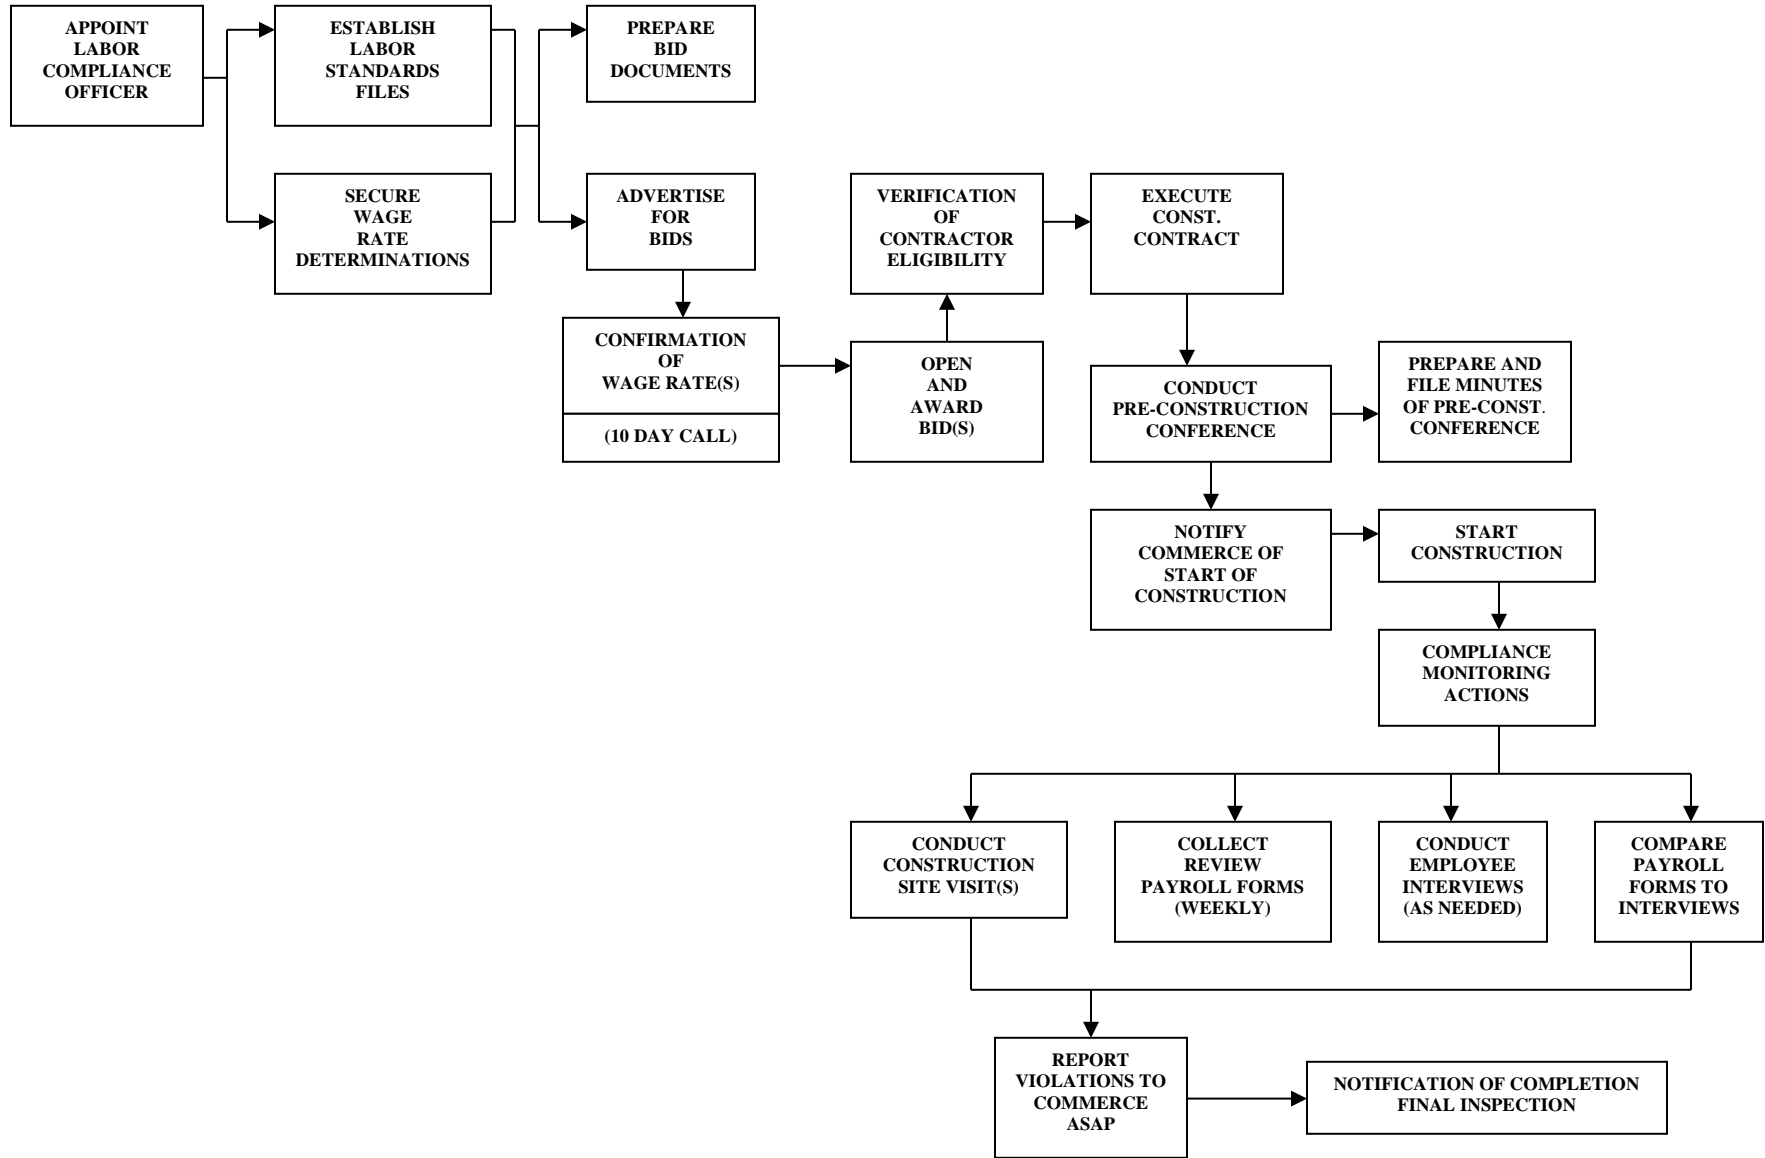 APPOINT
LABOR
COMPLIANCE
OFFICER
ESTABLISH
LABOR
STANDARDS
FILES
PREPARE
BID
DOCUMENTS
SECURE
WAGE
RATE
DETERMINATIONS
ADVERTISE
FOR
BIDS
VERIFICATION
OF
CONTRACTOR
ELIGIBILITY
EXECUTE
CONST.
CONTRACT
CONFIRMATION
OF
WAGE RATE(S)
(10 DAY CALL)
OPEN
AND
AWARD
BID(S)
CONDUCT
PRE-CONSTRUCTION
CONFERENCE
PREPARE AND
FILE MINUTES
OF PRE-CONST.
CONFERENCE
NOTIFY
COMMERCE OF
START OF
CONSTRUCTION
START
CONSTRUCTION
COMPLIANCE
MONITORING
ACTIONS
CONDUCT
CONSTRUCTION
SITE VISIT(S)
COLLECT
REVIEW
PAYROLL FORMS
(WEEKLY)
CONDUCT
EMPLOYEE
INTERVIEWS
(AS NEEDED)
COMPARE
PAYROLL
FORMS TO
INTERVIEWS
REPORT
VIOLATIONS TO
COMMERCE
ASAP
NOTIFICATION OF COMPLETION
FINAL INSPECTION